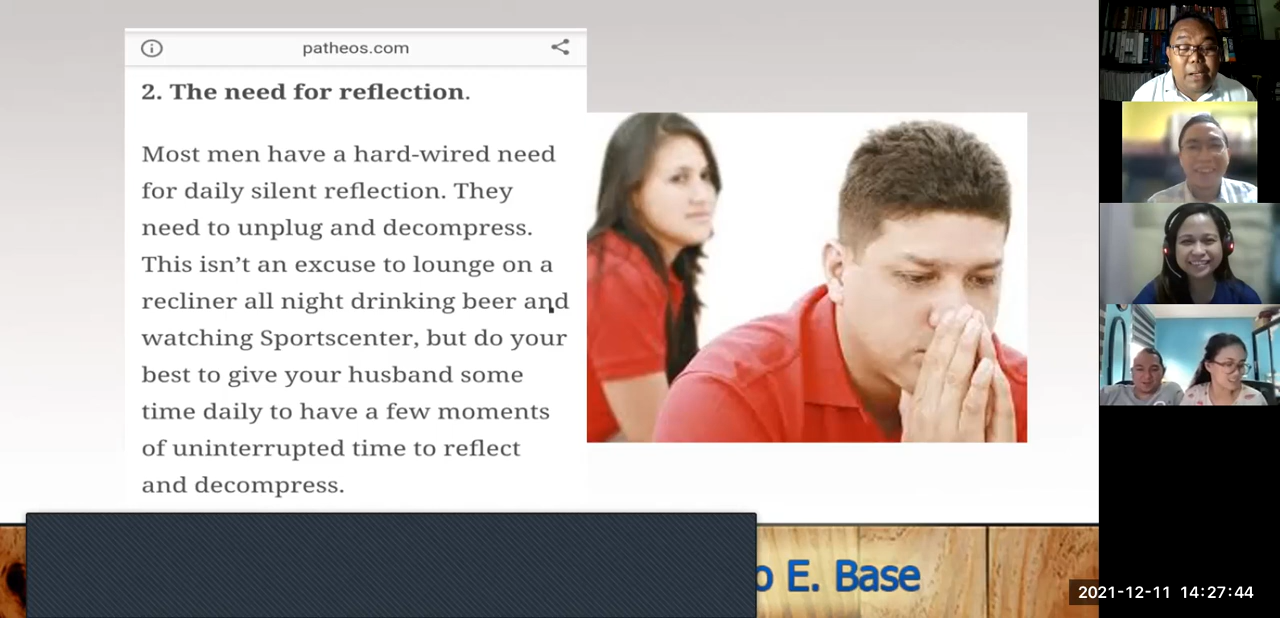 patheos.com
2. The need for reflection.
Most men have a hard-wired need
for daily silent reflection. They
need to unplug and decompress.
This isn’t an excuse to lounge on a
recliner all night drinking beer and
watching Sportscenter, but do your
best to give your husband some
time daily to have a few moments
of uninterrupted time to reflect
and decompress.
o E. Base
2021-12-11 14:27:44